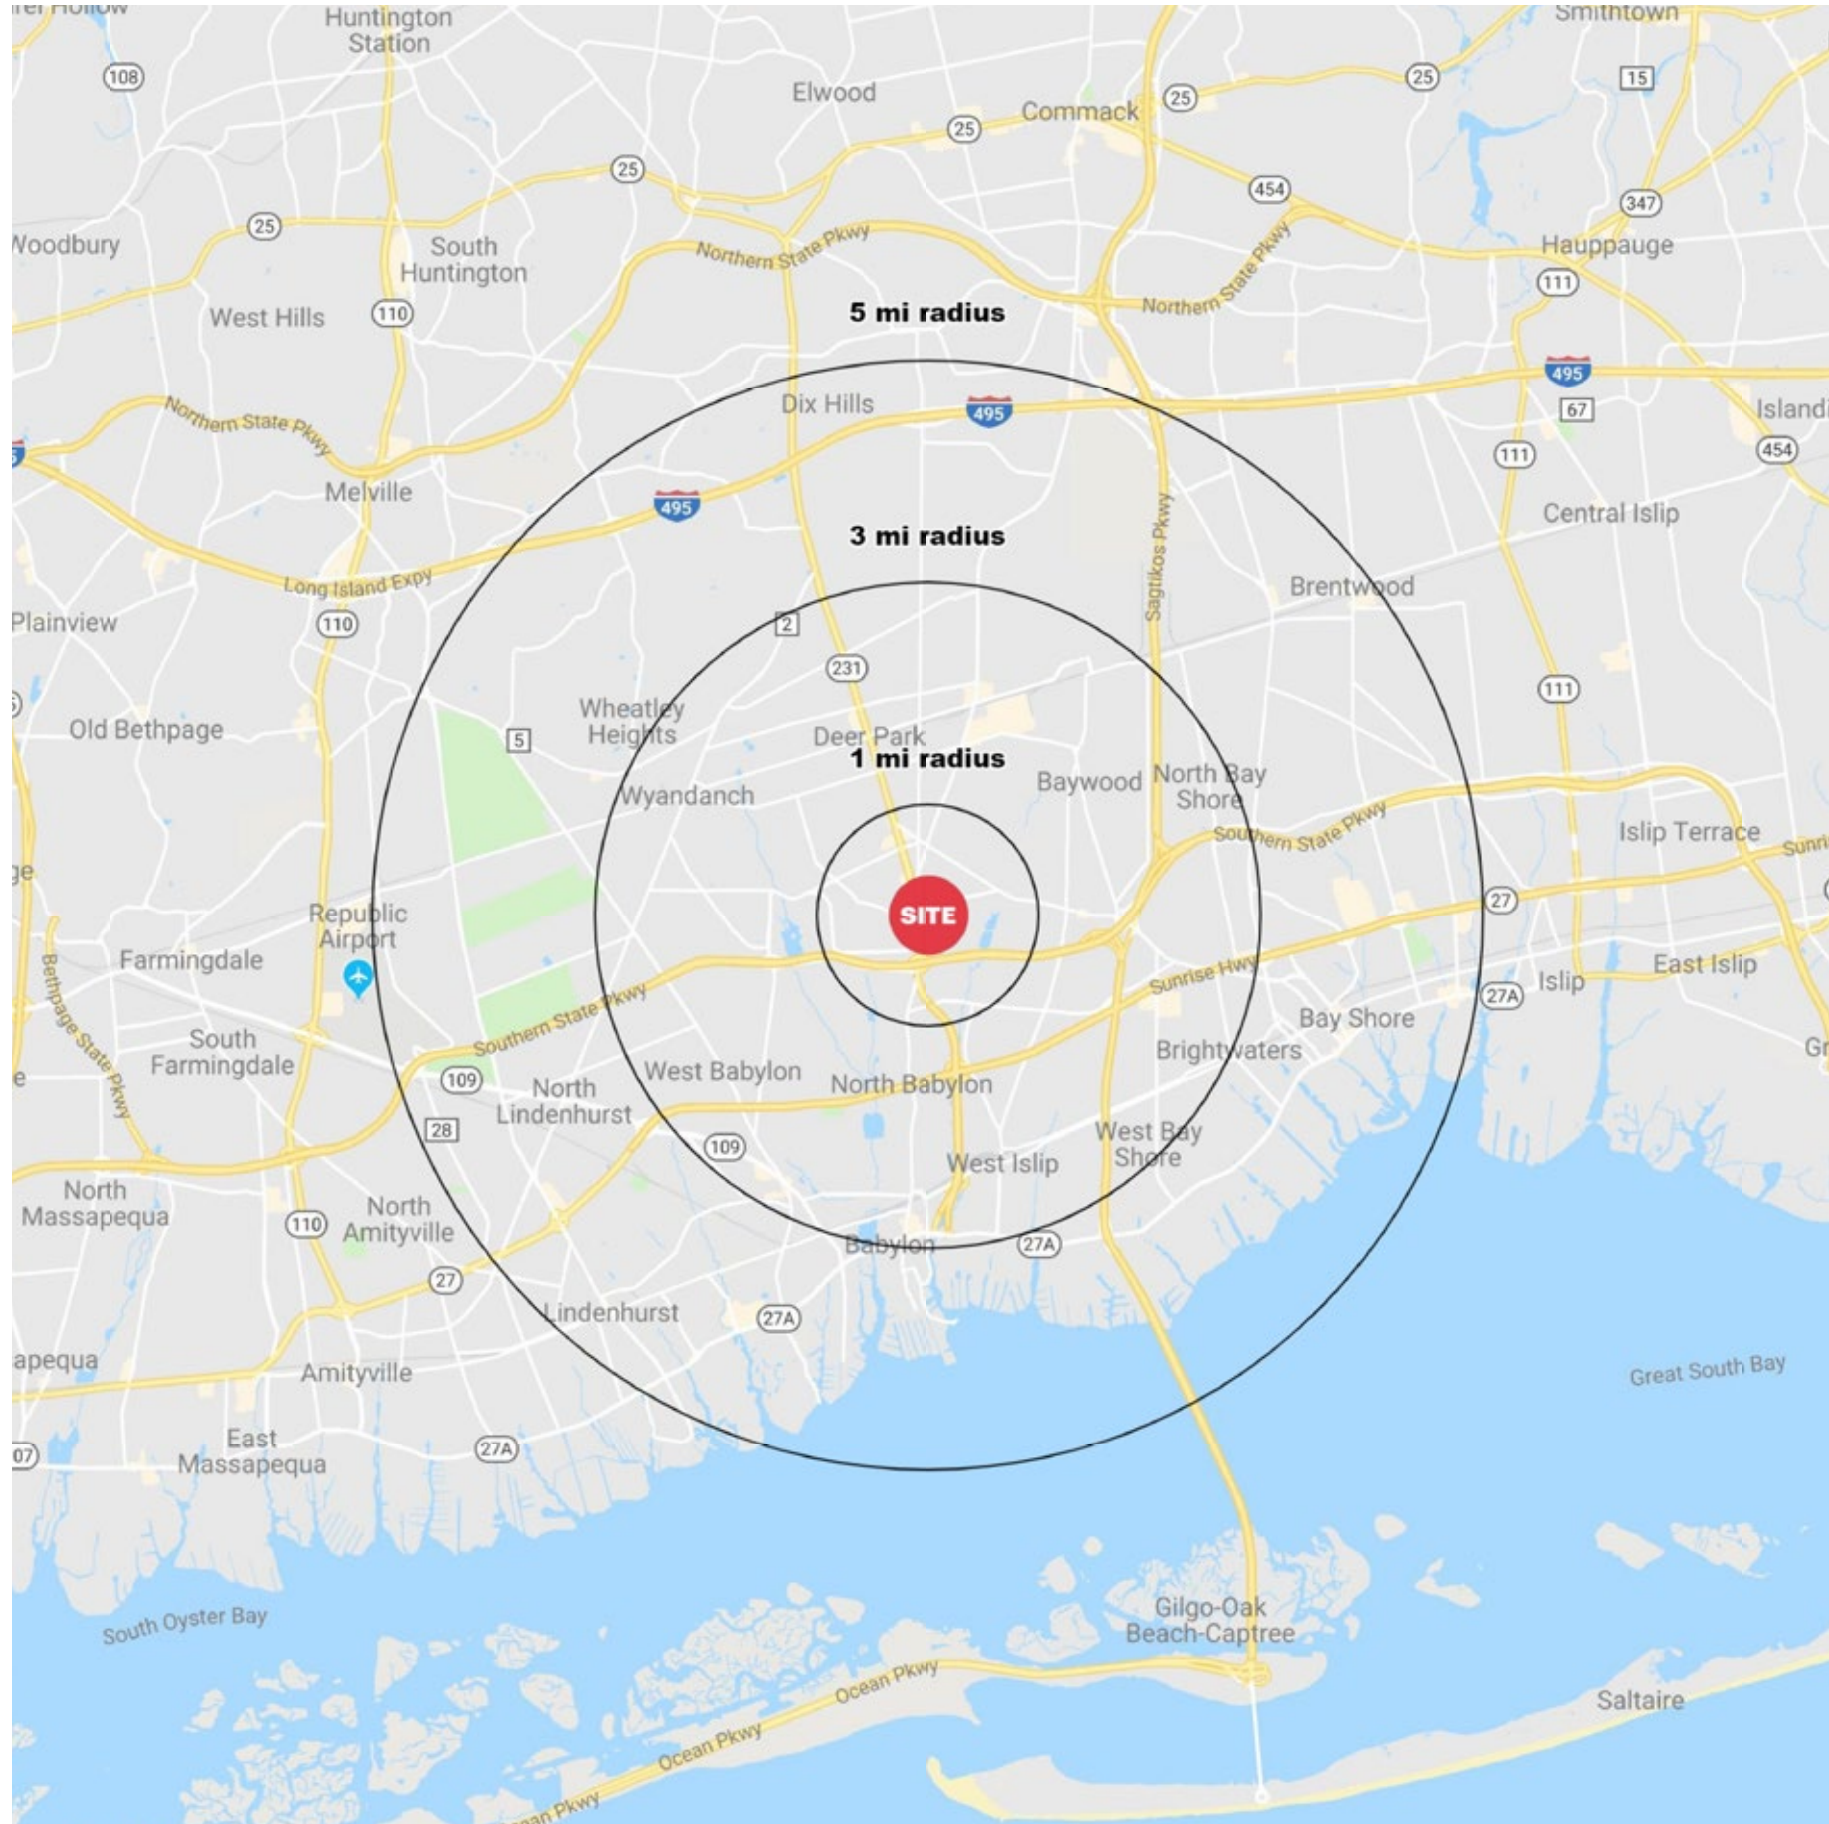 Huntington
Station
Smithtown
108
Elwood
25
15
Commack
25
25
25
454
347
25
Woodbury
South
Huntington
Northern State Pkwy
Hauppauge
111
West Hills
110
Northern State Pkwy
5 mi radius
495
Northern State Pkwy
Dix Hills
495
67
111
454
Melville
495
Central Islip
3 mi radius
Sagtikos Pkwy
Long Island Expy
Brentwood
Plainview
110
2
231
111
Wheatley
Heights
Old Bethpage
5
Deer Park
1 mi radius
Baywood
North Bay
Shore
Wyandanch
Southern State Pkwy
Islip Terrace
27
SITE
Republic
Airport
Farmingdale
Bethpage State Pkwy
Sunrise Hwy
East Islip
Islip
27A
Southern State Pkwy
Bay Shore
South
Farmingdale
Brightwaters
West Babylon
North Babylon
109
North
Lindenhurst
28
109
West Bay
Shore
West Islip
North
Massapequa
North
Amityville
110
Babylon
27A
27
Lindenhurst
27A
apequa
Amityville
Great South Bay
East
Massapequa
27A
07
Gilgo-Oak
Beach-Captree
South Oyster Bay
Ocean Pkwy
Saltaire
Ocean Pkwy
ean Pkwy